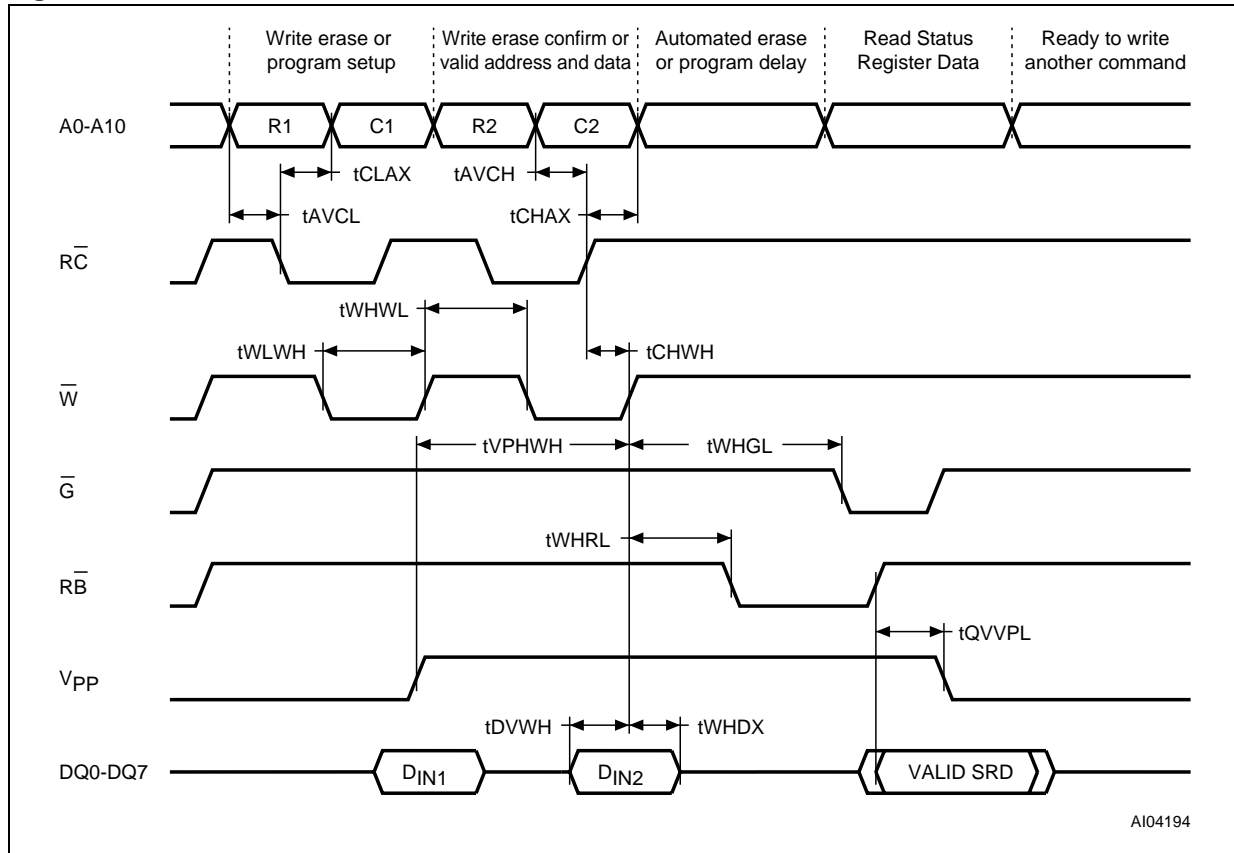 Write erase or program setup
Write erase confirm or valid address and data
Automated erase or program delay
Read Status Register Data
Ready to write another command
A0-A10
R1
C1
R2
C2
tCLAX
tAVCH
tAVCL
tCHAX
RC̅
tWHWL
tWLWH
tCHWH
W̅
tVPHWH
tWHGL
G̅
tWHRL
RB̅
tQVVPL
VPP
tDVWH
tWHDX
DQ0-DQ7
DIN1
DIN2
VALID SRD
AI04194